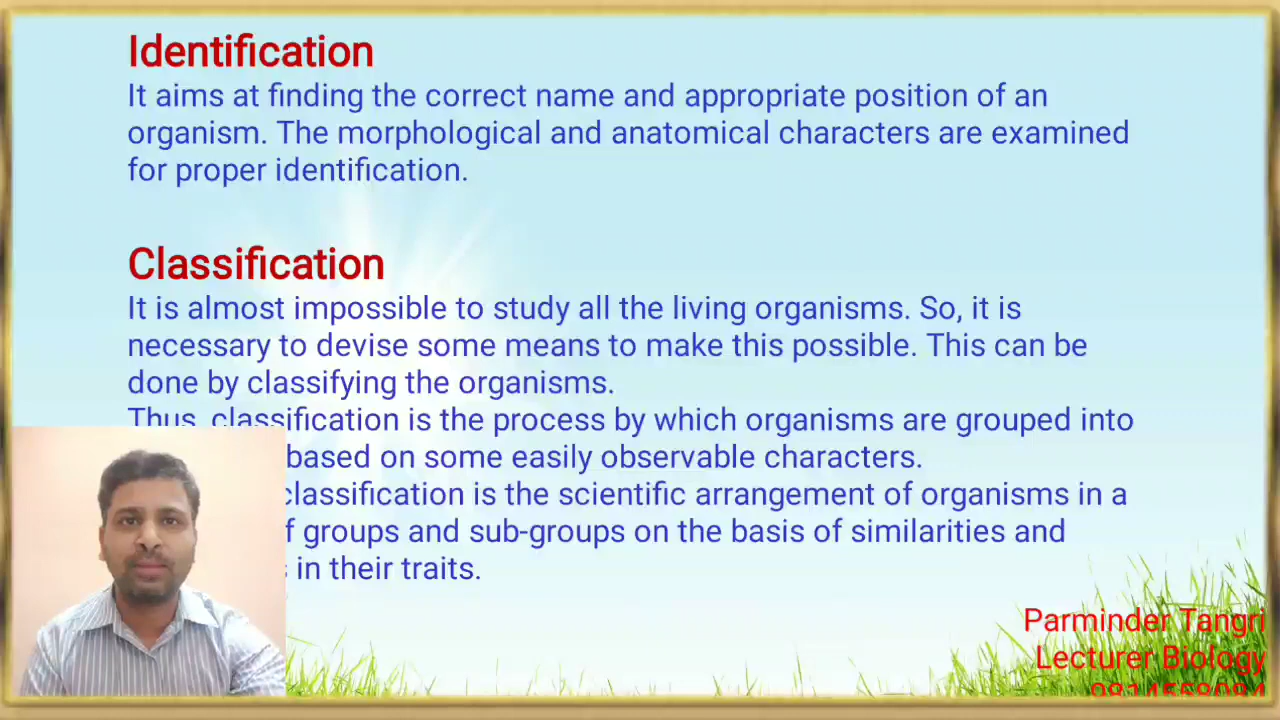 Identification
It aims at finding the correct name and appropriate position of an
organism. The morphological and anatomical characters are examined
for proper identification.
Classification
It is almost impossible to study all the living organisms. So, it is
necessary to devise some means to make this possible. This can be
done by classifying the organisms.
Thus, classification is the process by which organisms are grouped into
based on some easily observable characters.
classification is the scientific arrangement of organisms in a
groups and sub-groups on the basis of similarities and
in their traits.
Parminder Tangri
Lecturer Biology